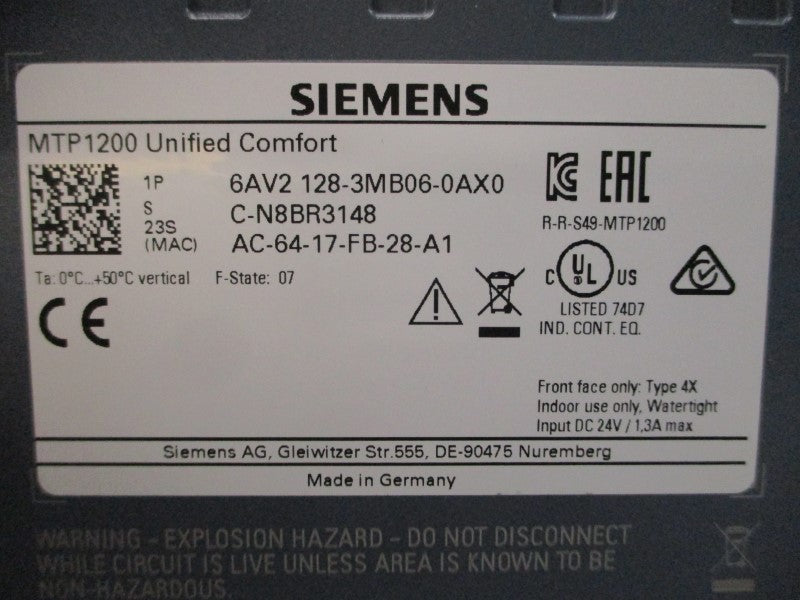 SIEMENS
MTP1200 Unified Comfort
1P 6AV2 128-3MB06-0AX0
S C-N8BR3148
23S
(MAC) AC-64-17-FB-28-A1
EAC
R-R-S49-MTP1200
Ta: 0°C...+50°C vertical F-State: 07
CE
C UL US
LISTED 74D7
IND. CONT. EQ.
Front face only: Type 4X
Indoor use only, Watertight
Input DC 24V / 1,3A max
Siemens AG, Gleiwitzer Str.555, DE-90475 Nuremberg
Made in Germany
WARNING - EXPLOSION HAZARD - DO NOT DISCONNECT
WHILE CIRCUIT IS LIVE UNLESS AREA IS KNOWN TO BE
NON-HAZARDOUS.